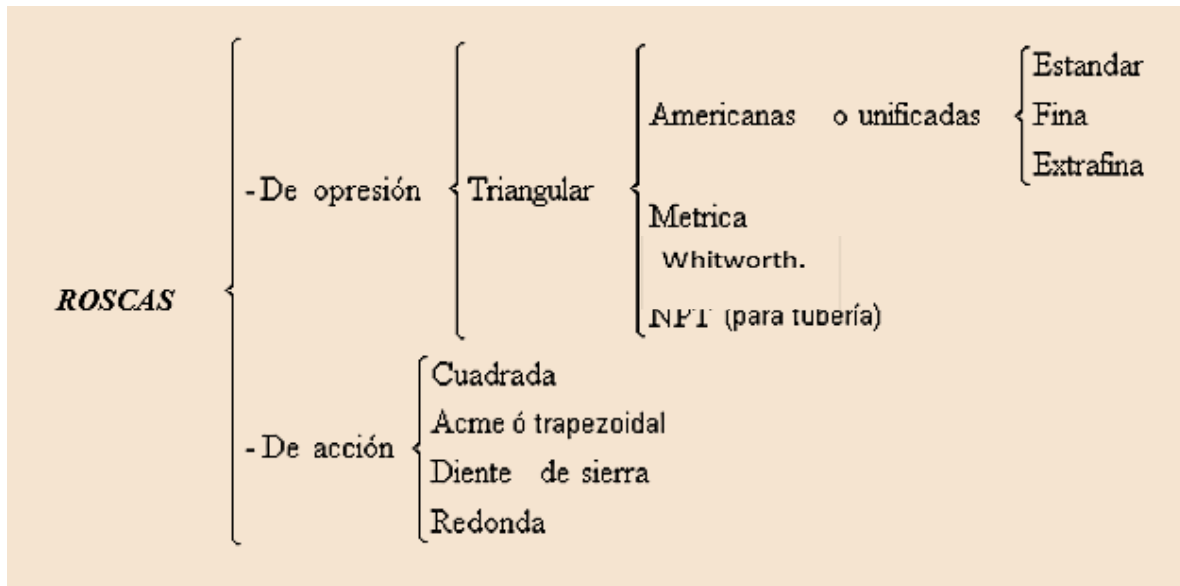 Estandar
Americanas o unificadas
Fina
Extrafina
- De opresión
Triangular
Metrica
Whitworth.
NPT (para tubería)
ROSCAS
Cuadrada
Acme ó trapezoidal
- De acción
Diente de sierra
Redonda